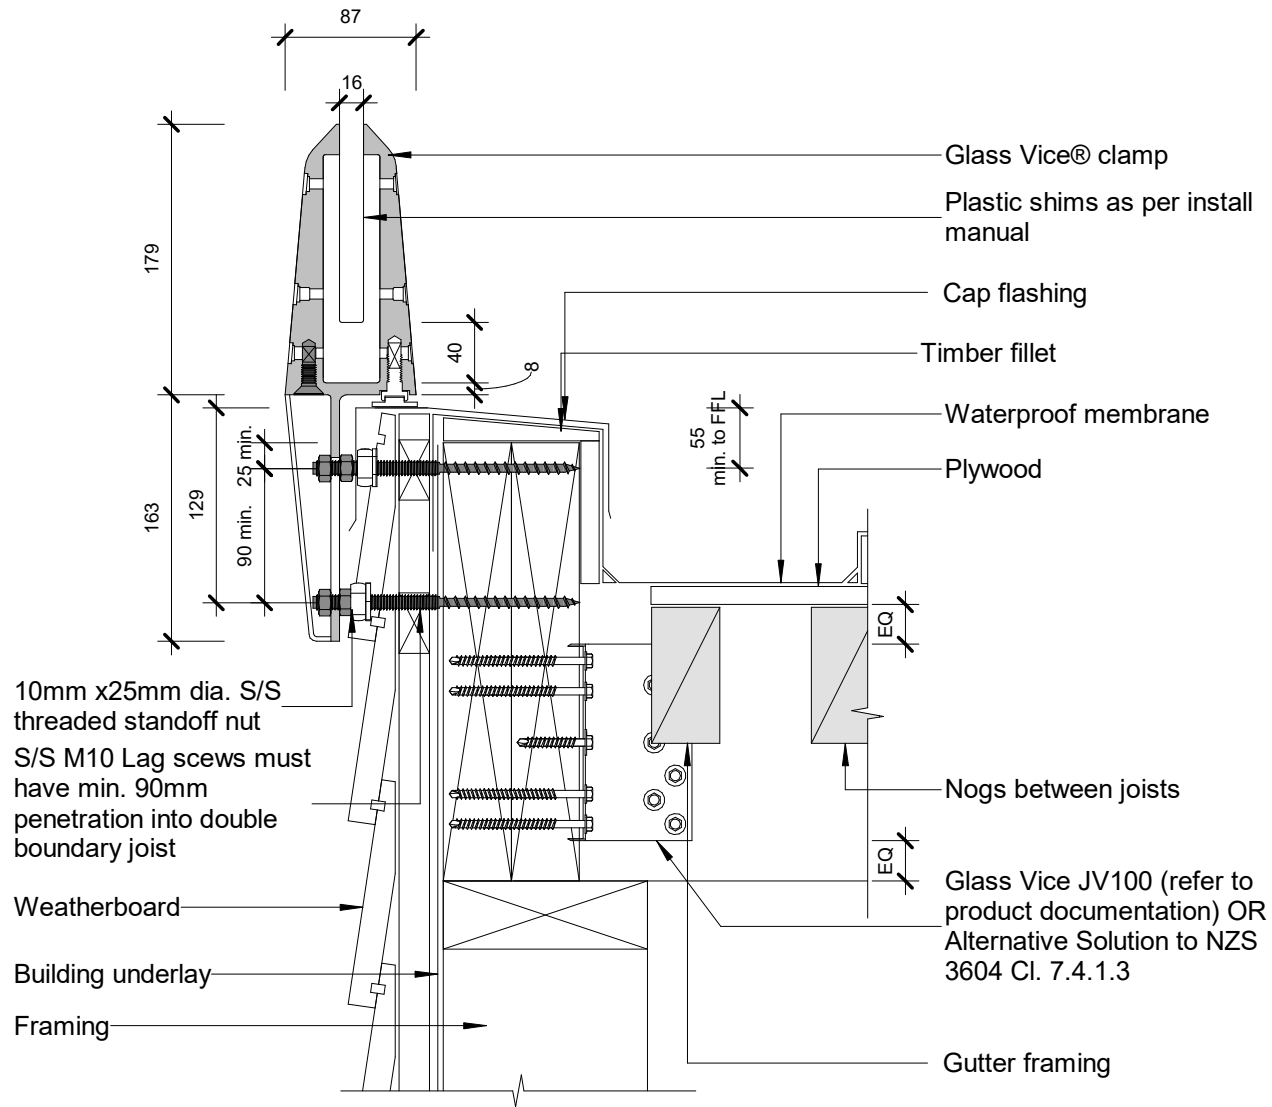 87
16
Glass Vice® clamp
Plastic shims as per install
manual
179
Cap flashing
40
Timber fillet
8
55
min. to FFL
Waterproof membrane
25 min.
Plywood
163
129
90 min.
EQ
10mm x25mm dia. S/S
threaded standoff nut
S/S M10 Lag scews must
have min. 90mm
penetration into double
boundary joist
Nogs between joists
EQ
Glass Vice JV100 (refer to
product documentation) OR
Alternative Solution to NZS
3604 Cl. 7.4.1.3
Weatherboard
Building underlay
Framing
Gutter framing